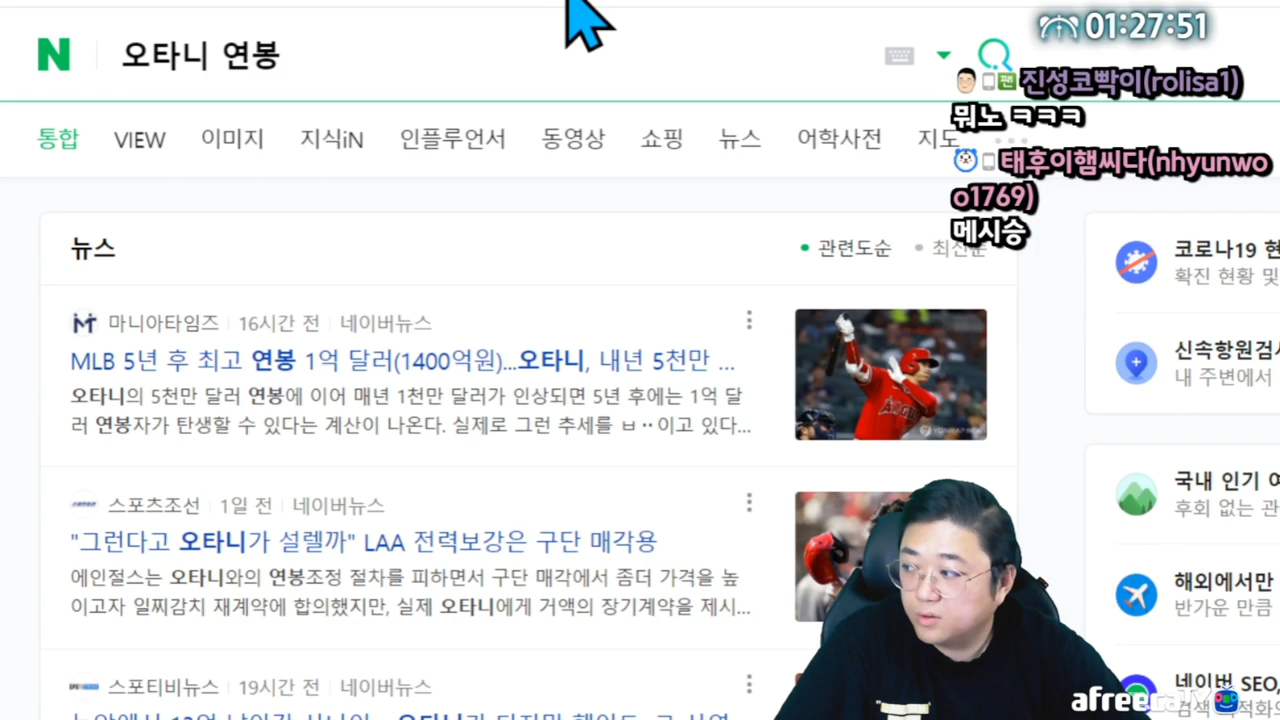 01:27:51
N 오타니 연봉
진성코빡이(rolisa1)
뭐노 ㅋㅋㅋ
통합 VIEW 이미지 지식iN 인플루언서 동영상 쇼핑 뉴스 어학사전 지도
태후이햄씨다(nhyunwo
o1769)
메시승
뉴스
관련도순 최신순
마니아타임즈 16시간 전 네이버뉴스
MLB 5년 후 최고 연봉 1억 달러(1400억원)...오타니, 내년 5천만 ...
오타니의 5천만 달러 연봉에 이어 매년 1천만 달러가 인상되면 5년 후에는 1억 달
러 연봉자가 탄생할 수 있다는 계산이 나온다. 실제로 그런 추세를 ㅂ··이고 있다...
스포츠조선 1일 전 네이버뉴스
"그런다고 오타니가 설렐까" LAA 전력보강은 구단 매각용
에인절스는 오타니와의 연봉조정 절차를 피하면서 구단 매각에서 좀더 가격을 높
이고자 일찌감치 재계약에 합의했지만, 실제 오타니에게 거액의 장기계약을 제시...
스포티비뉴스 19시간 전 네이버뉴스
코로나19 현
확진 현황 및
신속항원검사
내 주변에서
국내 인기 여
후회 없는 관
해외에서만
반가운 만큼
네이버 SEO,
afreecaTV